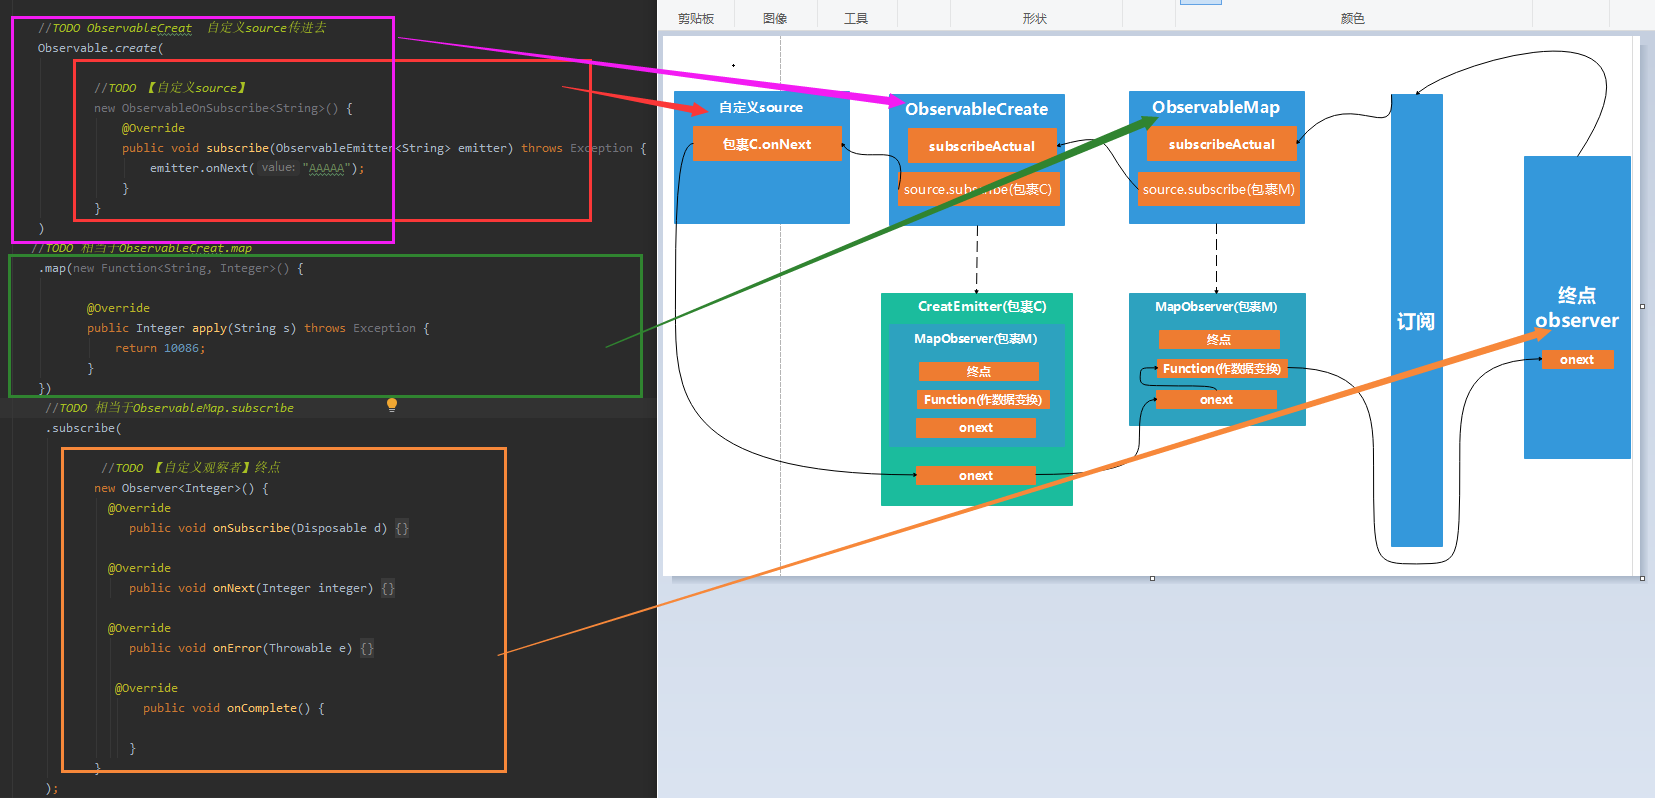 //TODO ObservableCreat  自定义source传进去
Observable.create(
//TODO 【自定义source】
new ObservableOnSubscribe<String>() {
@Override
public void subscribe(ObservableEmitter<String> emitter) throws Exception {
emitter.onNext( value: "AAAAA");
}
}
)
//TODO 相当于ObservableCreat.map
.map(new Function<String, Integer>() {
@Override
public Integer apply(String s) throws Exception {
return 10086;
}
})
//TODO 相当于ObservableMap.subscribe
.subscribe(
//TODO 【自定义观察者】终点
new Observer<Integer>() {
@Override
public void onSubscribe(Disposable d) {}
@Override
public void onNext(Integer integer) {}
@Override
public void onError(Throwable e) {}
@Override
public void onComplete() {
}
}
);
剪贴板
图像
工具
形状
颜色
自定义source
包裹C.onNext
ObservableCreate
subscribeActual
source.subscribe(包裹C)
ObservableMap
subscribeActual
source.subscribe(包裹M)
CreatEmitter(包裹C)
MapObserver(包裹M)
终点
Function(作数据变换)
onext
onext
MapObserver(包裹M)
终点
Function(作数据变换)
onext
订阅
终点
observer
onext